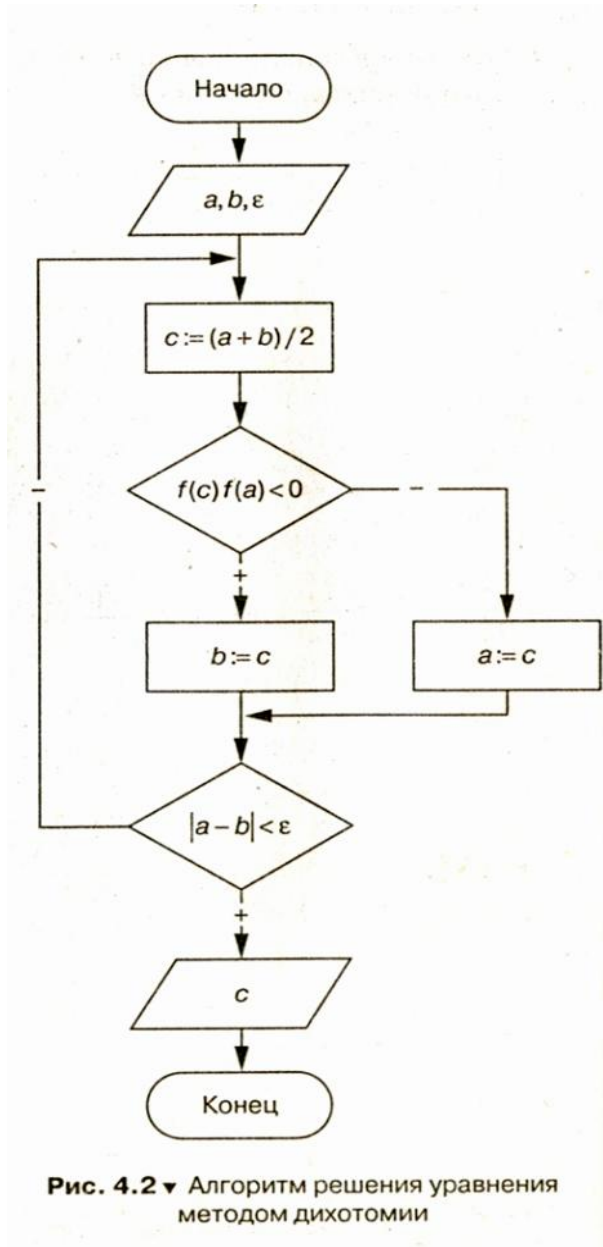 Начало
a, b, ε
c := (a + b) / 2
f(c) f(a) < 0
−
−
+
b := c
a := c
|a − b| < ε
+
c
Конец
Рис. 4.2 ▾ Алгоритм решения уравнения
методом дихотомии